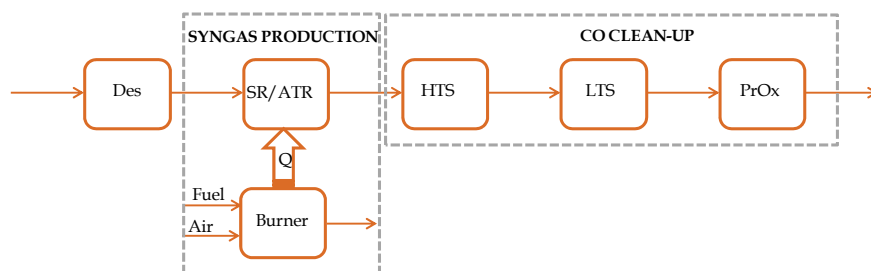 SYNGAS PRODUCTION
CO CLEAN-UP
Des
SR/ATR
HTS
LTS
PrOx
Q
Fuel
Air
Burner